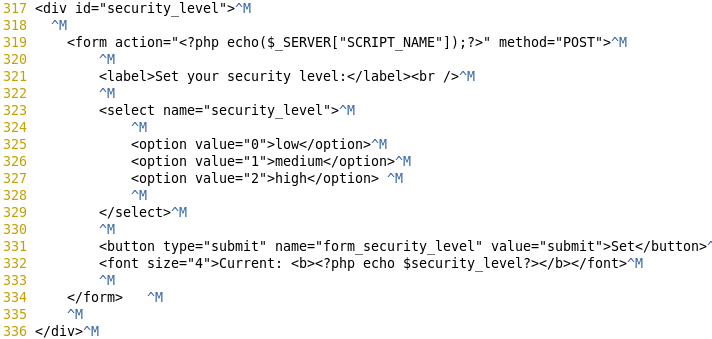 317 <div id="security_level">^M
318   ^M
319     <form action="<?php echo($_SERVER["SCRIPT_NAME"]);?>" method="POST">^M
320         ^M
321         <label>Set your security level:</label><br />^M
322         ^M
323         <select name="security_level">^M
324             ^M
325             <option value="0">low</option>^M
326             <option value="1">medium</option>^M
327             <option value="2">high</option> ^M
328             ^M
329         </select>^M
330         ^M
331         <button type="submit" name="form_security_level" value="submit">Set</button>^
332         <font size="4">Current: <b><?php echo $security_level?></b></font>^M
333         ^M
334     </form>   ^M
335     ^M
336 </div>^M